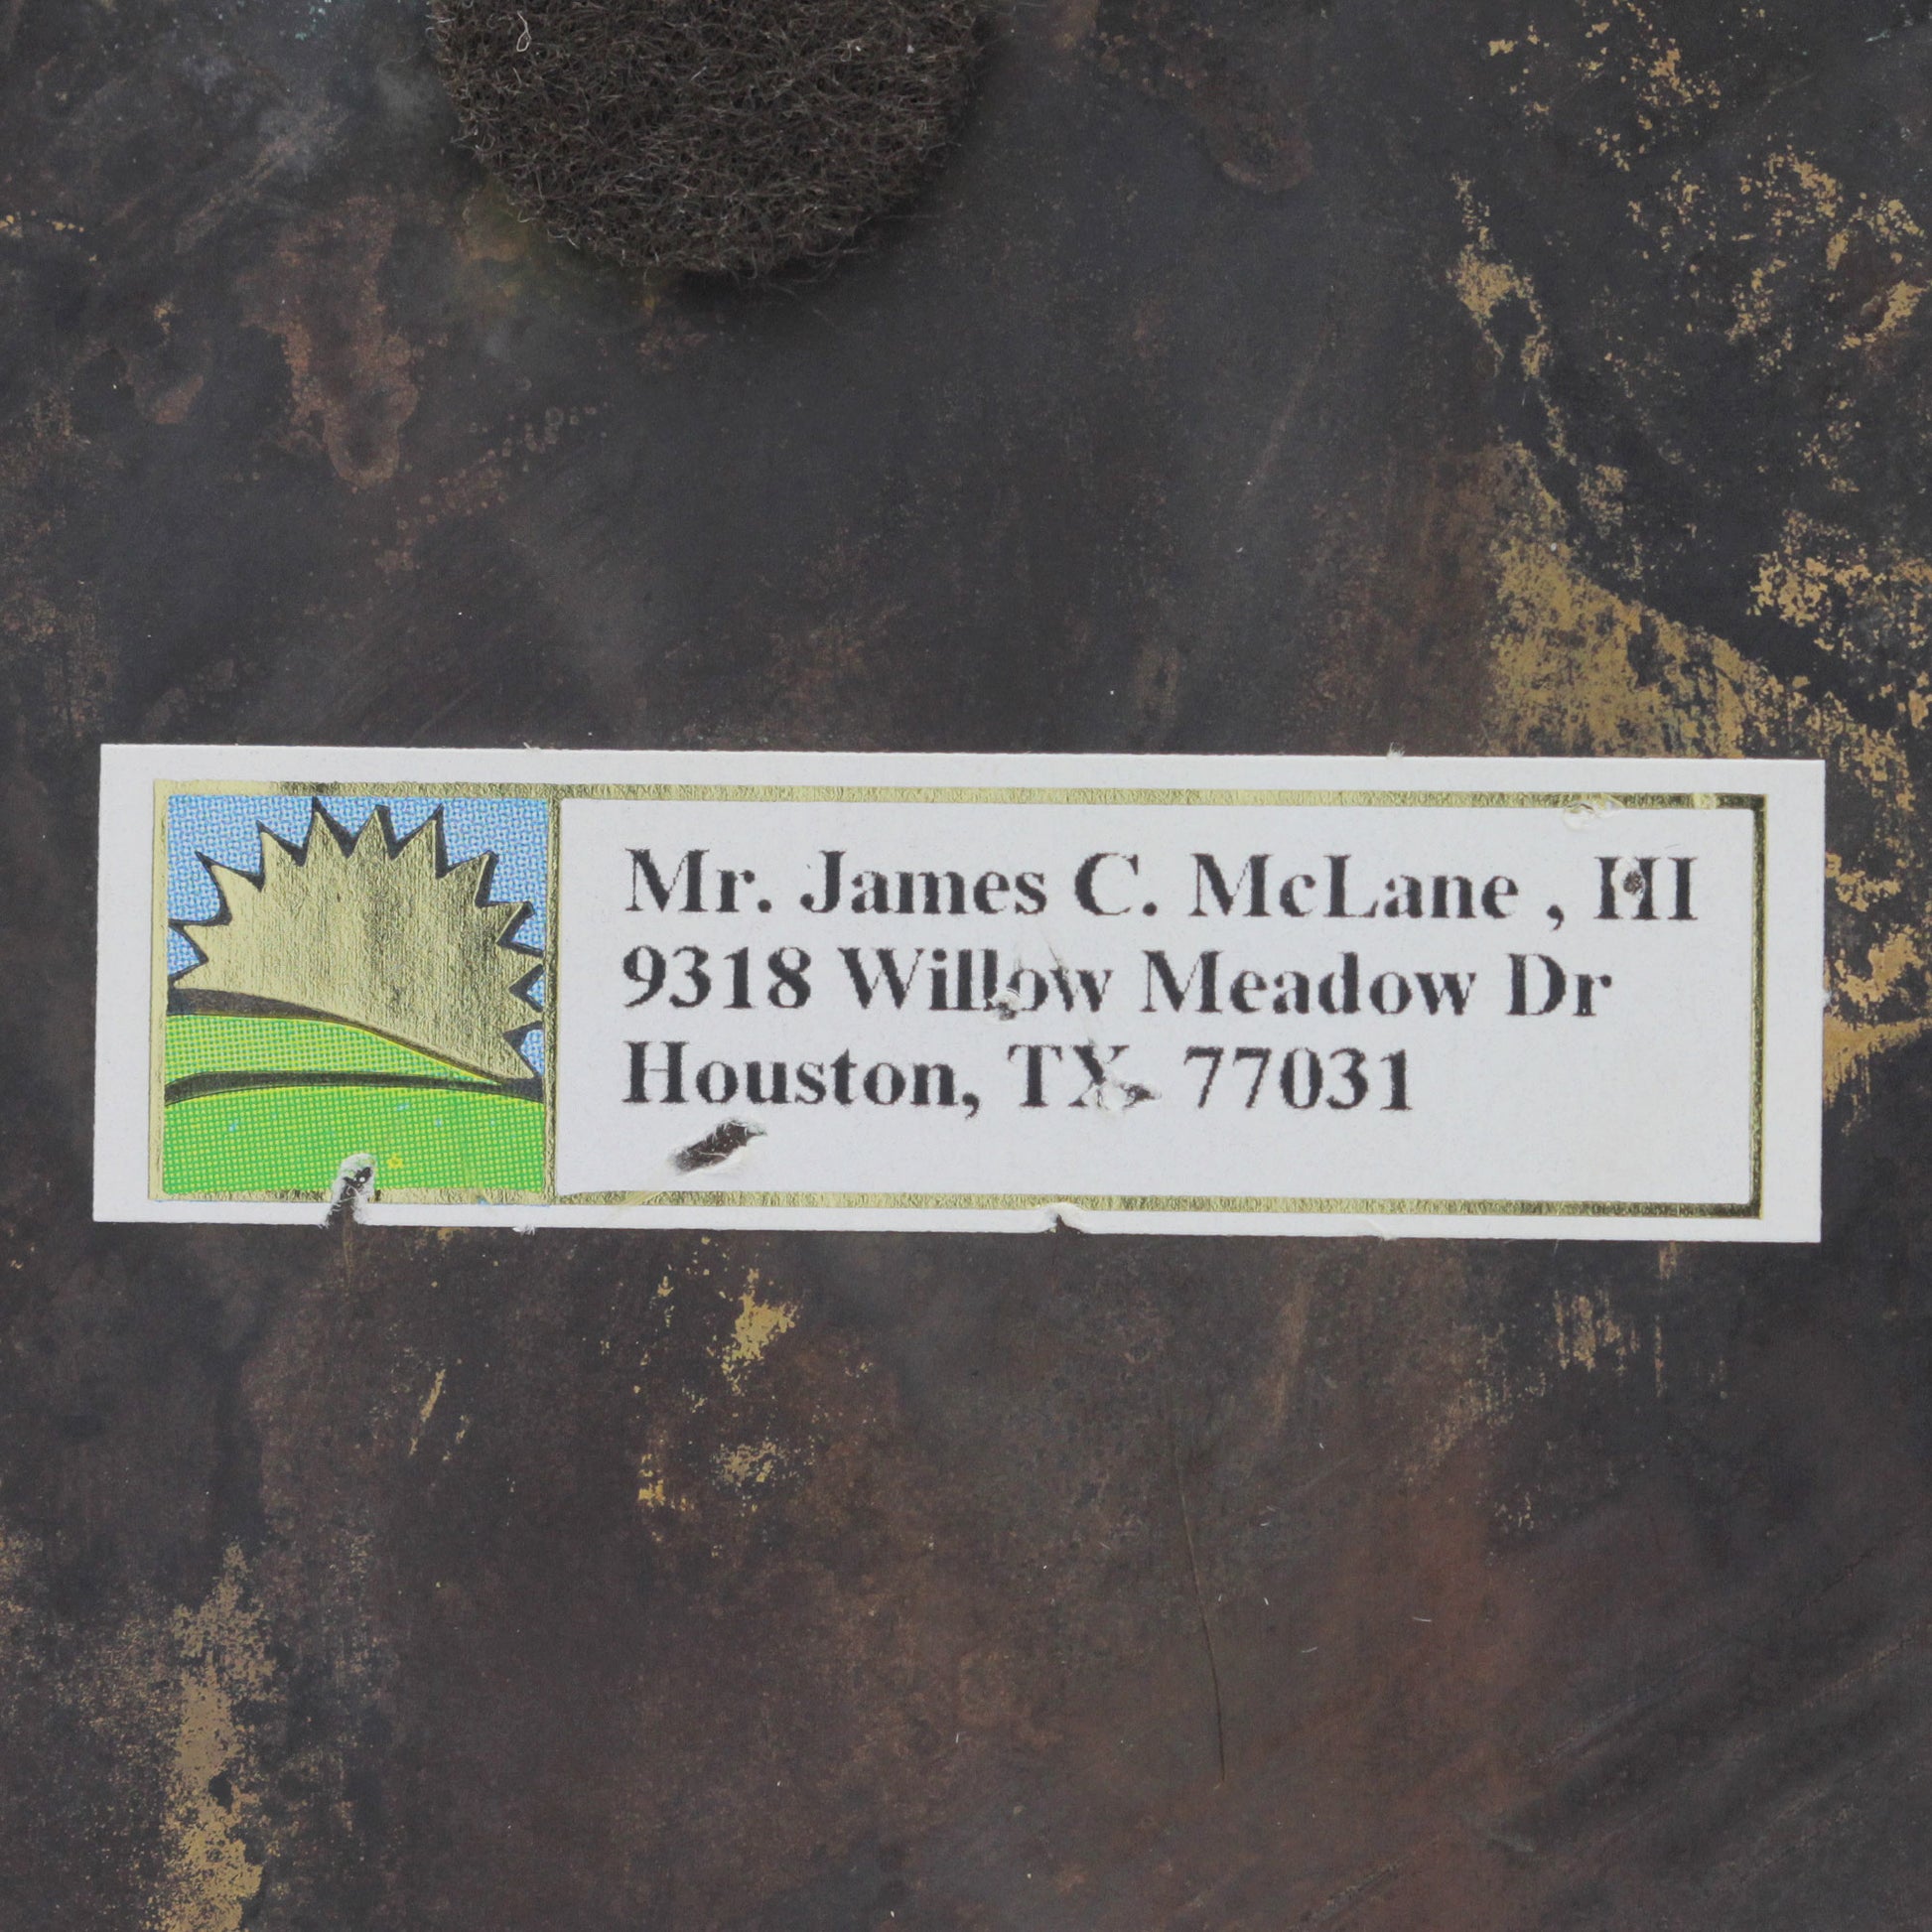 Mr. James C. McLane , III
9318 Willow Meadow Dr
Houston, TX  77031